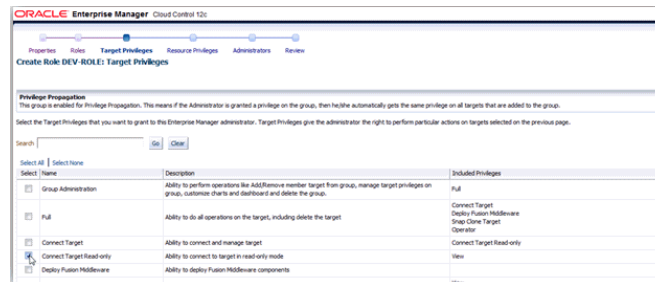 ORACLE Enterprise Manager Cloud Control 12c
Properties Roles Target Privileges Resource Privileges Administrators Review
Create Role DEV-ROLE: Target Privileges
Privilege Propagation
This group is enabled for Privilege Propagation. This means if the Administrator is granted a privilege on the group, then he/she automatically gets the same privilege on all targets that are added to the group.
Select the Target Privileges that you want to grant to this Enterprise Manager administrator. Target Privileges give the administrator the right to perform particular actions on targets selected on the previous page.
Search Go Clear
Select All | Select None
Select Name Description Included Privileges
Group Administration Ability to perform operations like Add/Remove member target from group, manage target privileges on Full
group, customize charts and dashboard and delete the group.
Connect Target
Deploy Fusion Middleware
Full Ability to do all operations on the target, including delete the target
Snap Clone Target
Operator
Connect Target Ability to connect and manage target Connect Target Read-only
Connect Target Read-only Ability to connect to target in read-only mode View
Deploy Fusion Middleware Ability to deploy Fusion Middleware components